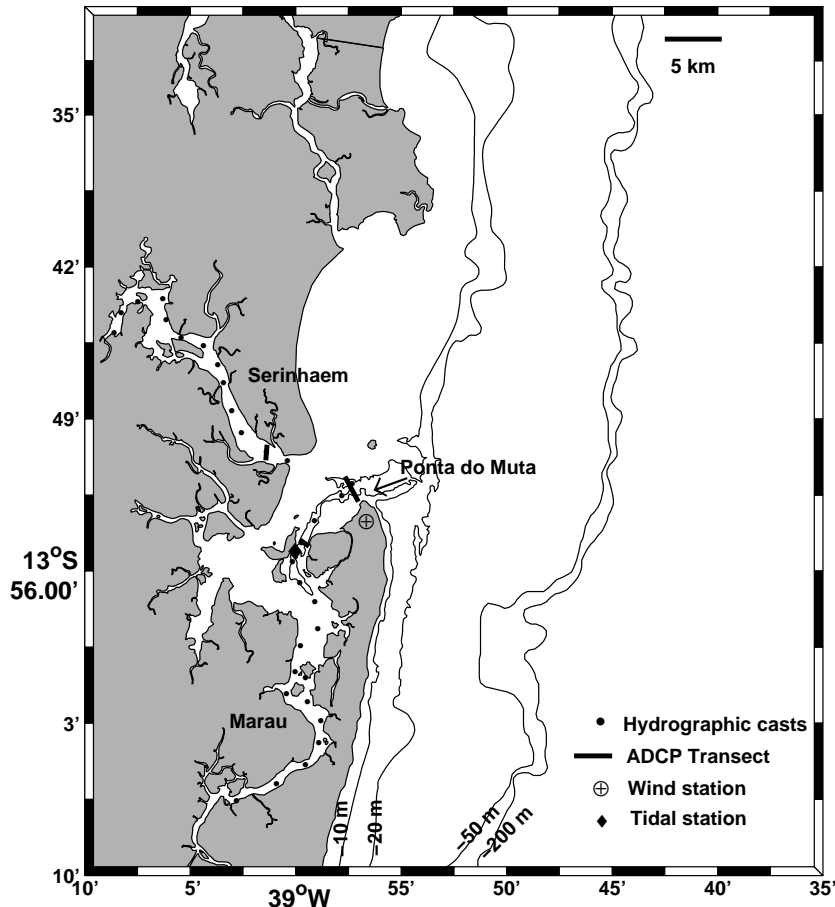 5 km
35'
42'
Serinhaem
49'
Ponta do Muta
13°S
56.00'
Marau
3'
Hydrographic casts
ADCP Transect
Wind station
Tidal station
−10 m
−20 m
−50 m
−200 m
10'
10'
5'
39°W
55'
50'
45'
40'
35'